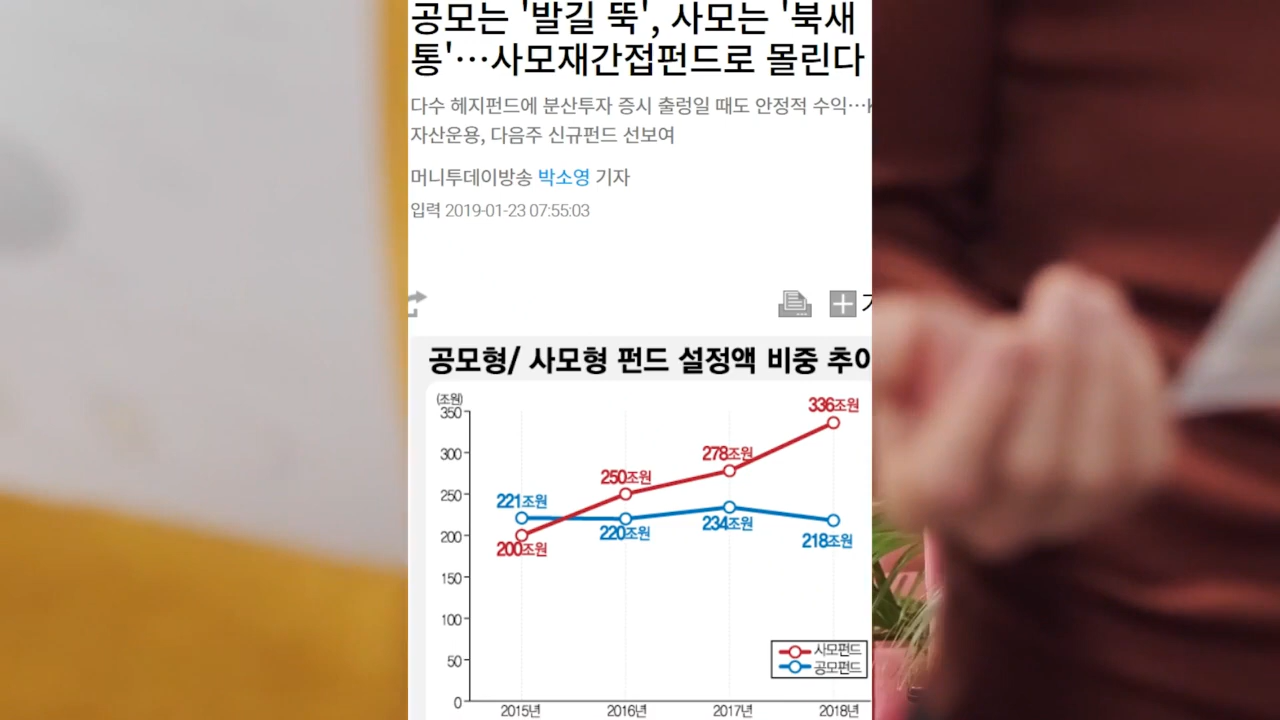 공모는 '발길 뚝', 사모는 '북새
통'…사모재간접펀드로 몰린다
다수 헤지펀드에 분산투자 증시 출렁일 때도 안정적 수익…
자산운용, 다음주 신규펀드 선보여
머니투데이방송 박소영 기자
입력 2019-01-23 07:55:03
공모형/ 사모형 펀드 설정액 비중 추이
(조원)
350
300
250
200
150
100
50
0
336조원
278조원
250조원
221조원
200조원
220조원
234조원
218조원
사모펀드
공모펀드
2015년 2016년 2017년 2018년